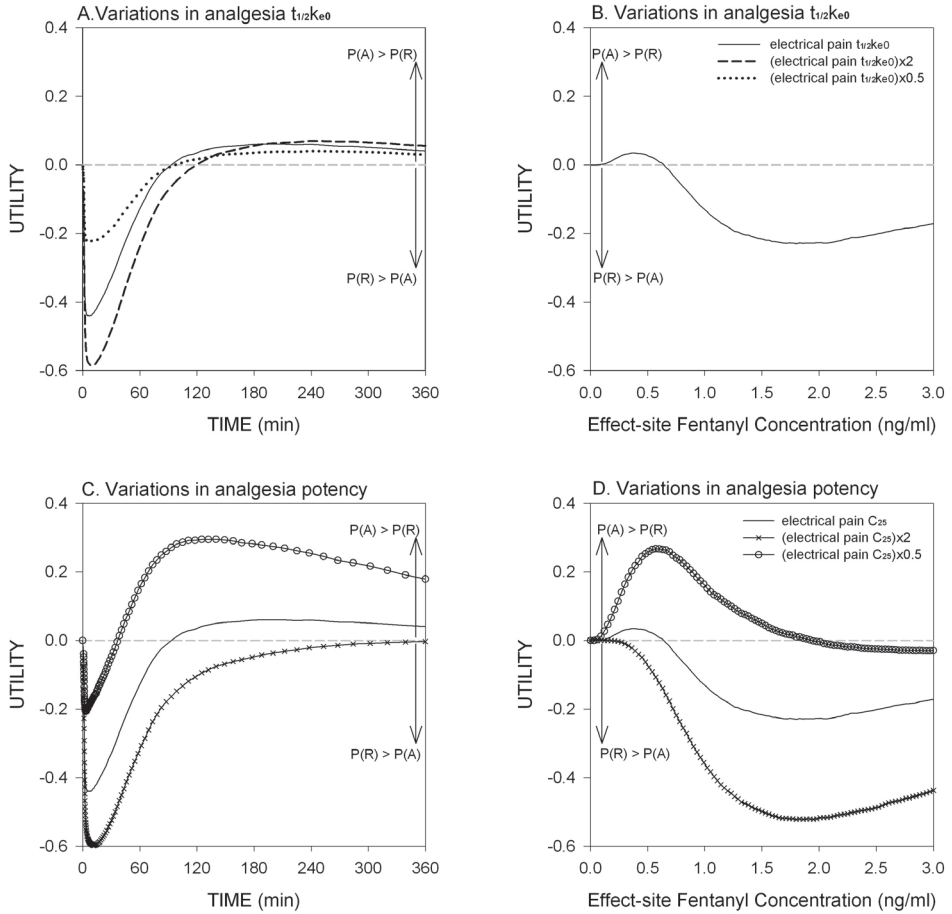 A.Variations in analgesia t1/2ke0
0.4
0.2
0.0
-0.2
-0.4
-0.6
UTILITY
P(A) > P(R)
P(R) > P(A)
0 60 120 180 240 300 360
TIME (min)
B. Variations in analgesia t1/2ke0
0.4
0.2
0.0
-0.2
-0.4
-0.6
UTILITY
P(A) > P(R)
P(R) > P(A)
electrical pain t1/2ke0
(electrical pain t1/2ke0)x2
(electrical pain t1/2ke0)x0.5
0.0 0.5 1.0 1.5 2.0 2.5 3.0
Effect-site Fentanyl Concentration (ng/ml)
C. Variations in analgesia potency
0.4
0.2
0.0
-0.2
-0.4
-0.6
UTILITY
P(A) > P(R)
P(R) > P(A)
0 60 120 180 240 300 360
TIME (min)
D. Variations in analgesia potency
0.4
0.2
0.0
-0.2
-0.4
-0.6
UTILITY
P(A) > P(R)
P(R) > P(A)
electrical pain C25
(electrical pain C25)x2
(electrical pain C25)x0.5
0.0 0.5 1.0 1.5 2.0 2.5 3.0
Effect-site Fentanyl Concentration (ng/ml)